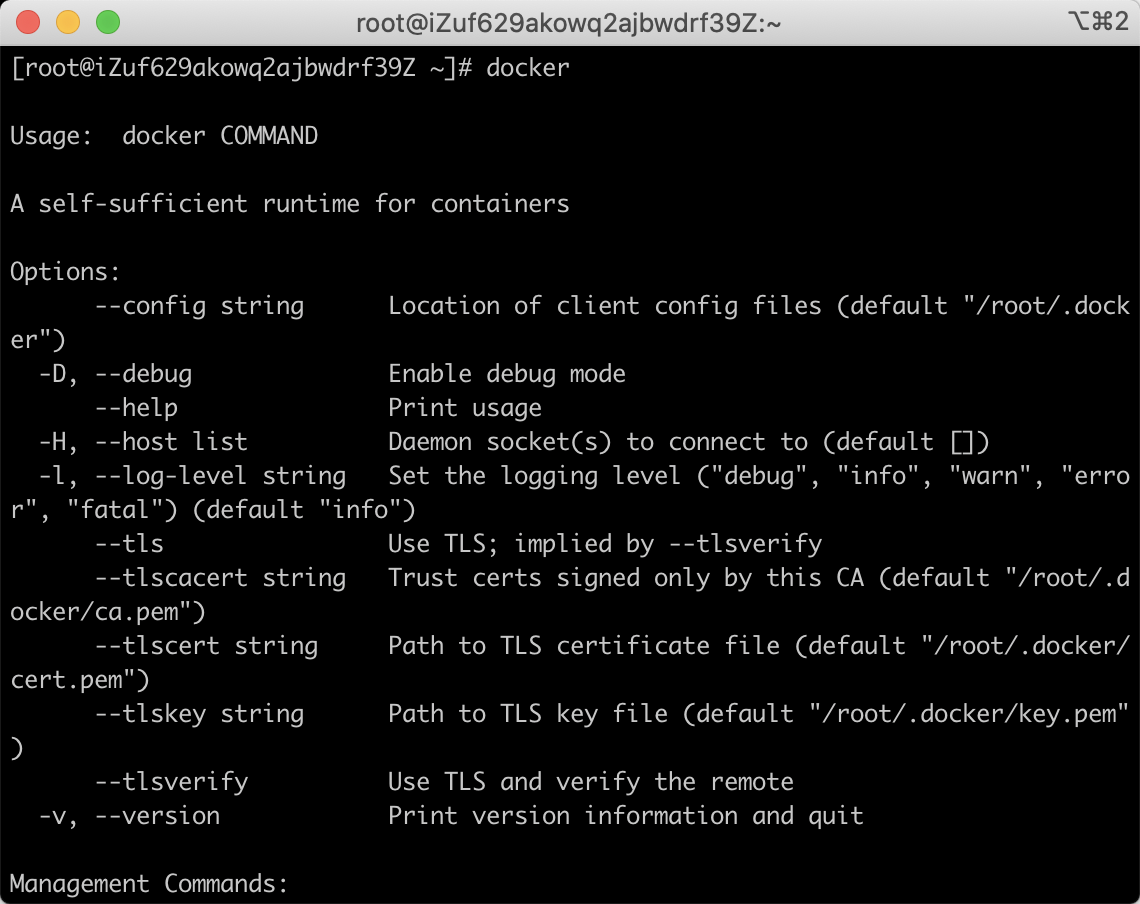 root@iZuf629akowq2ajbwdrf39Z:~
⌥⌘2
[root@iZuf629akowq2ajbwdrf39Z ~]# docker
Usage:  docker COMMAND
A self-sufficient runtime for containers
Options:
      --config string      Location of client config files (default "/root/.dock
er")
  -D, --debug              Enable debug mode
      --help               Print usage
  -H, --host list          Daemon socket(s) to connect to (default [])
  -l, --log-level string   Set the logging level ("debug", "info", "warn", "erro
r", "fatal") (default "info")
      --tls                Use TLS; implied by --tlsverify
      --tlscacert string   Trust certs signed only by this CA (default "/root/.d
ocker/ca.pem")
      --tlscert string     Path to TLS certificate file (default "/root/.docker/
cert.pem")
      --tlskey string      Path to TLS key file (default "/root/.docker/key.pem"
)
      --tlsverify          Use TLS and verify the remote
  -v, --version            Print version information and quit
Management Commands: